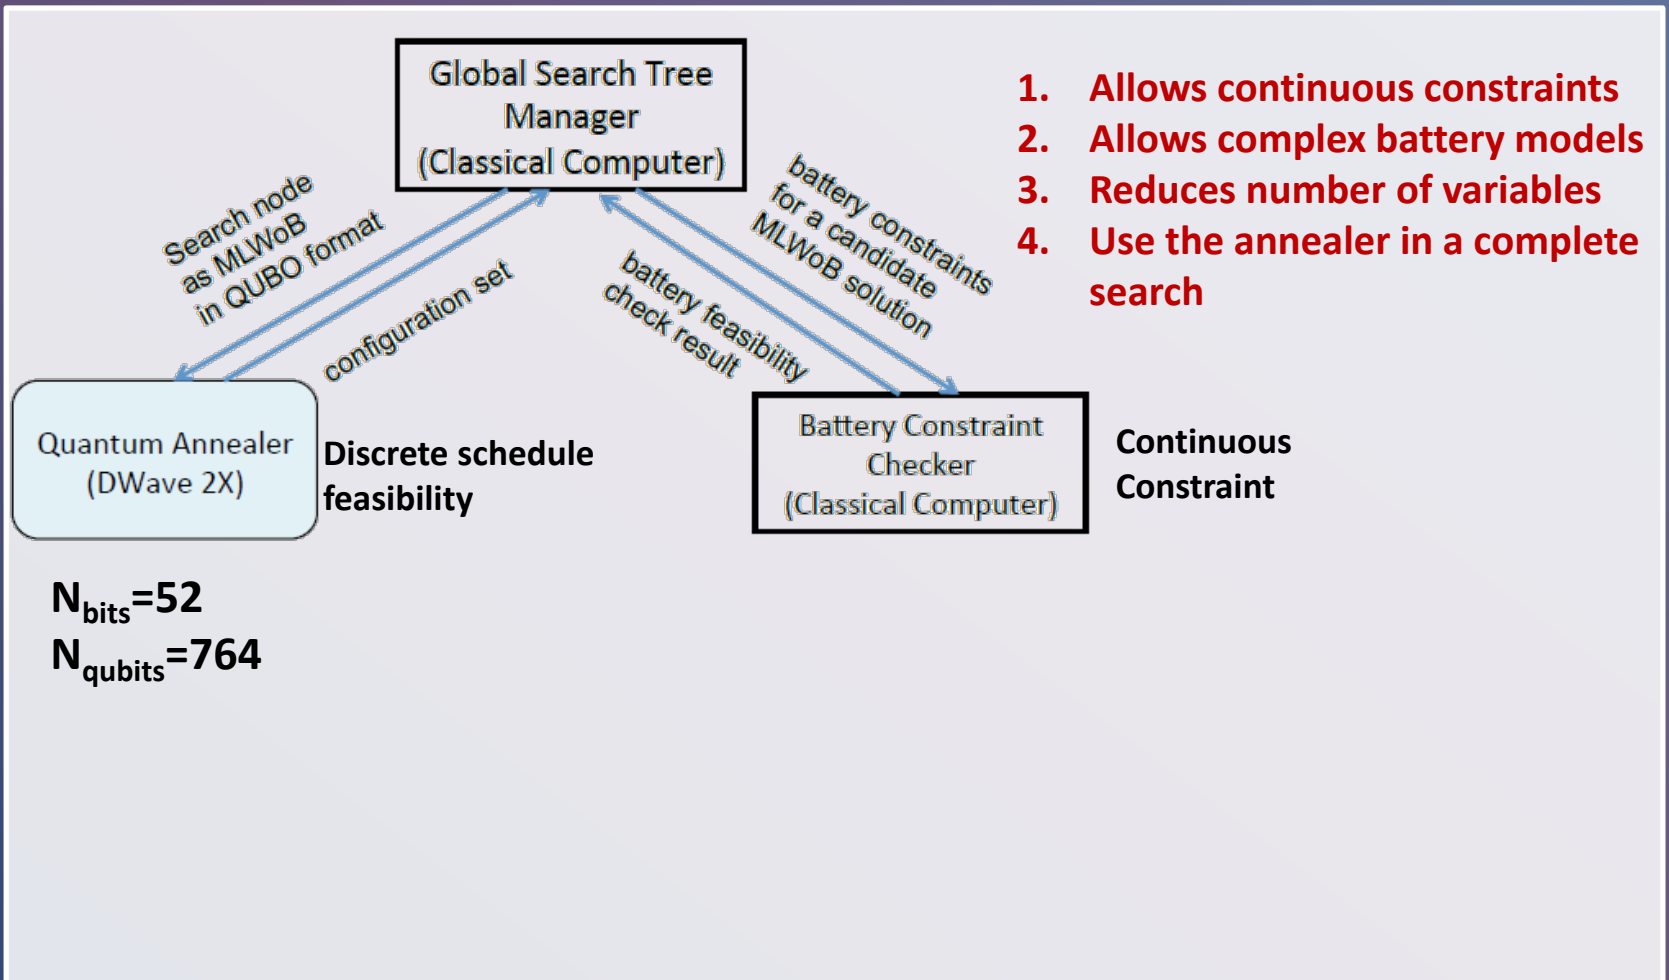 Global Search Tree
Manager
(Classical Computer)
1. Allows continuous constraints
2. Allows complex battery models
3. Reduces number of variables
4. Use the annealer in a complete
search
Search node
as MLWoB
in QUBO format
configuration set
battery feasibility
check result
battery constraints
for a candidate
MLWoB solution
Quantum Annealer
(DWave 2X)
Discrete schedule
feasibility
Battery Constraint
Checker
(Classical Computer)
Continuous
Constraint
Nbits=52
Nqubits=764